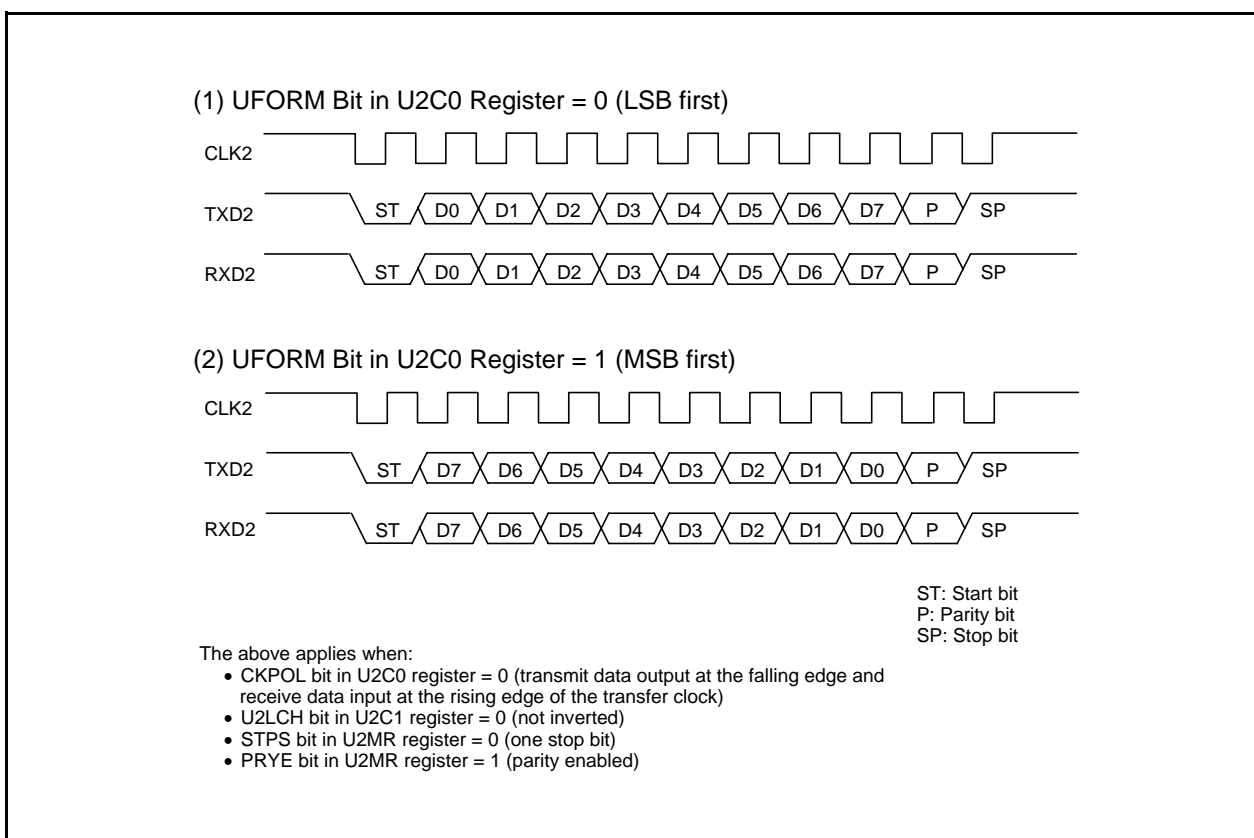 (1) UFORM Bit in U2C0 Register = 0 (LSB first)
CLK2
TXD2 ST D0 D1 D2 D3 D4 D5 D6 D7 P SP
RXD2 ST D0 D1 D2 D3 D4 D5 D6 D7 P SP
(2) UFORM Bit in U2C0 Register = 1 (MSB first)
CLK2
TXD2 ST D7 D6 D5 D4 D3 D2 D1 D0 P SP
RXD2 ST D7 D6 D5 D4 D3 D2 D1 D0 P SP
ST: Start bit
P: Parity bit
SP: Stop bit
The above applies when:
• CKPOL bit in U2C0 register = 0 (transmit data output at the falling edge and
receive data input at the rising edge of the transfer clock)
• U2LCH bit in U2C1 register = 0 (not inverted)
• STPS bit in U2MR register = 0 (one stop bit)
• PRYE bit in U2MR register = 1 (parity enabled)